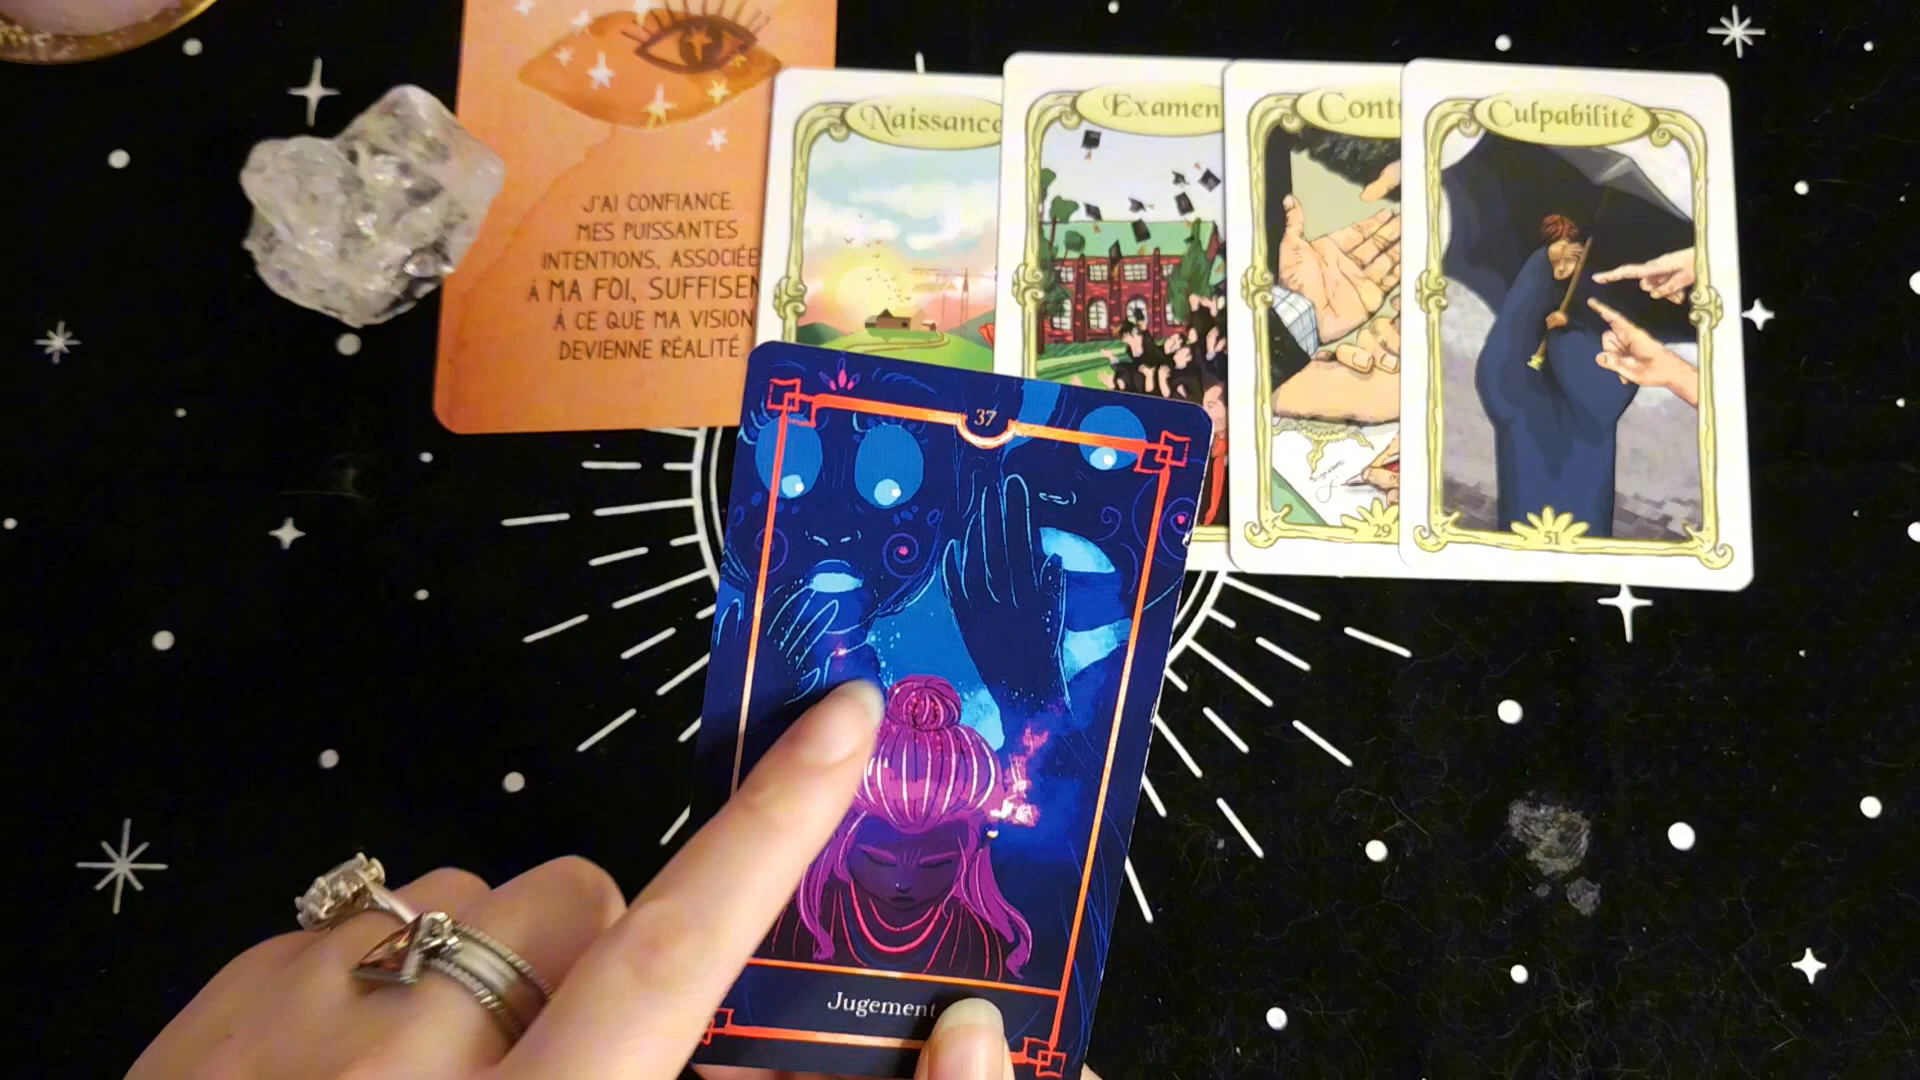 J'AI CONFIANCE.
MES PUISSANTES
INTENTIONS, ASSOCIÉE
À MA FOI, SUFFISEN
À CE QUE MA VISION
DEVIENNE RÉALITÉ.
Naissance
Examen
Cont
Culpabilité
29
51
37
Jugement